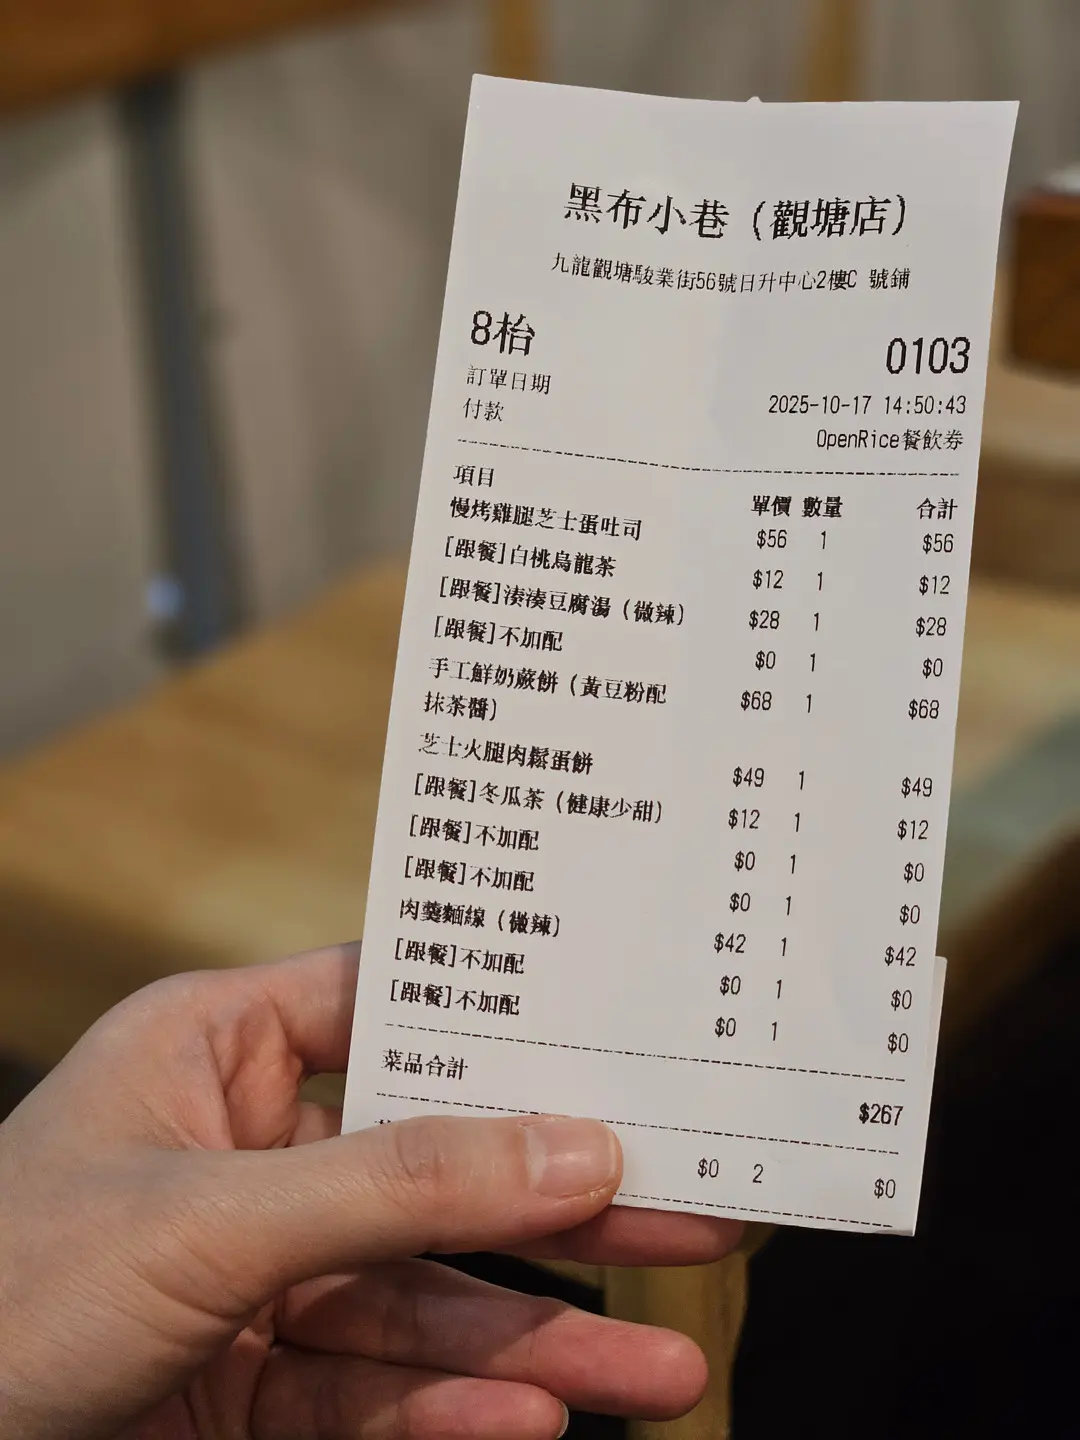 黑布小巷（觀塘店）
九龍觀塘駿業街56號日升中心2樓C 號鋪
8枱 0103
訂單日期 2025-10-17 14:50:43
付款 OpenRice餐飲券
項目 單價 數量 合計
慢烤雞腿芝士蛋吐司 $56 1 $56
[跟餐]白桃烏龍茶 $12 1 $12
[跟餐]湊湊豆腐湯（微辣） $28 1 $28
[跟餐]不加配 $0 1 $0
手工鮮奶蕨餅（黃豆粉配 $68 1 $68
抹茶醬）
芝士火腿肉鬆蛋餅 $49 1 $49
[跟餐]冬瓜茶（健康少甜） $12 1 $12
[跟餐]不加配 $0 1 $0
[跟餐]不加配 $0 1 $0
肉羹麵線（微辣） $42 1 $42
[跟餐]不加配 $0 1 $0
[跟餐]不加配 $0 1 $0
菜品合計 $267
$0 2 $0